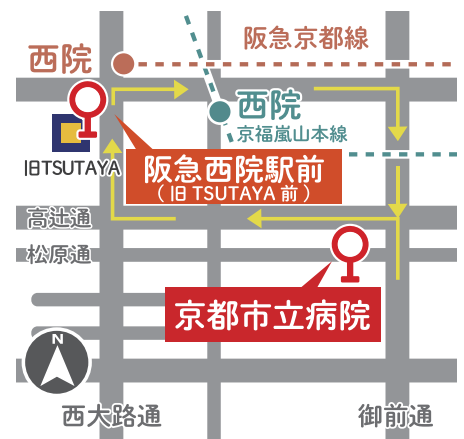 阪急京都線
西院
西院
京福嵐山本線
旧TSUTAYA
阪急西院駅前
（旧 TSUTAYA 前）
高辻通
松原通
京都市立病院
N
西大路通
御前通